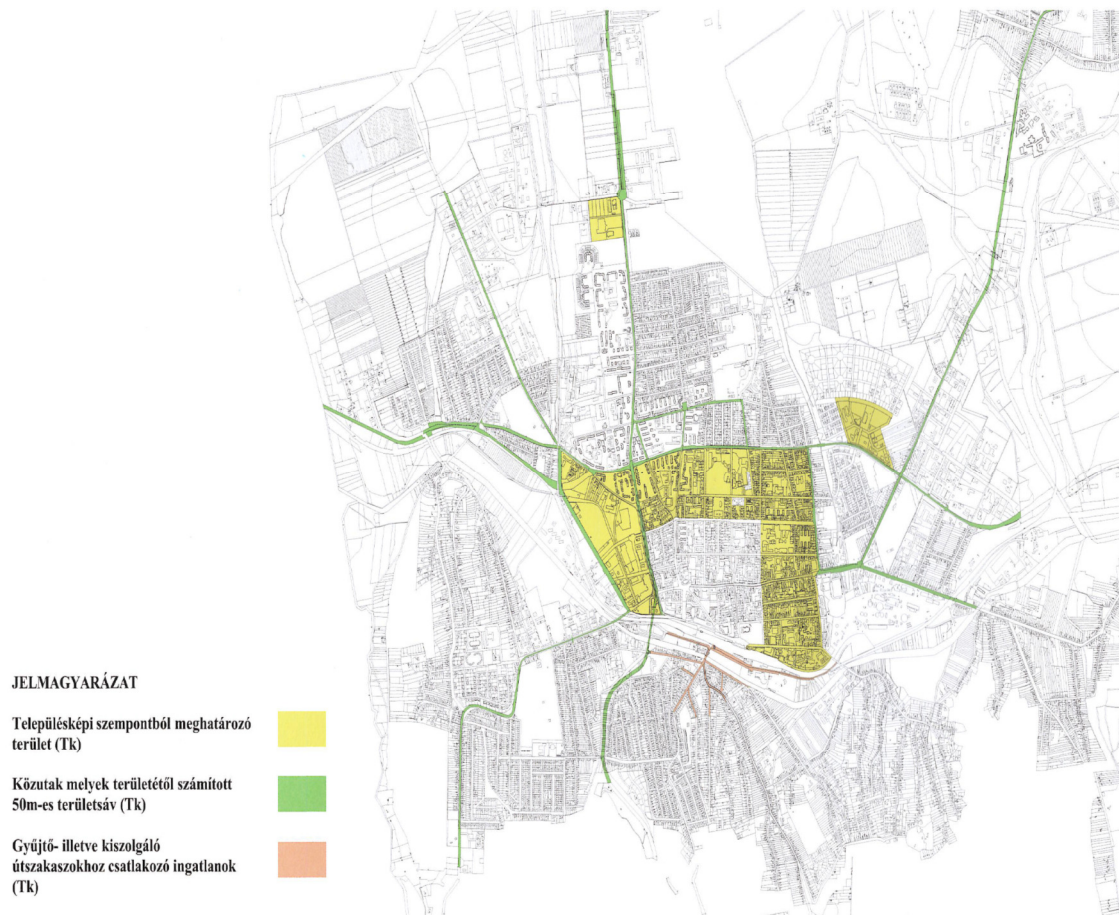 JELMAGYARÁZAT
Településképi szempontból meghatározó
terület (Tk)
Közutak melyek területétől számított
50m-es területsáv (Tk)
Gyűjtő- illetve kiszolgáló
útszakaszokhoz csatlakozó ingatlanok
(Tk)